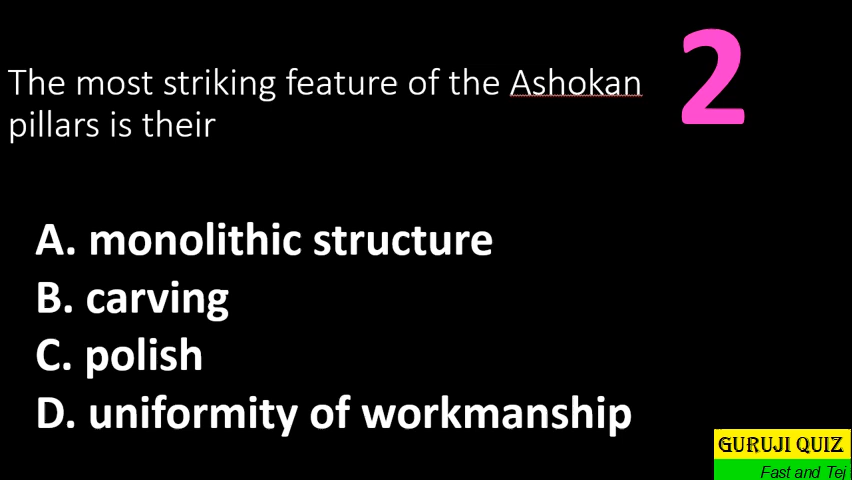 The most striking feature of the Ashokan
pillars is their
2
A. monolithic structure
B. carving
C. polish
D. uniformity of workmanship
GURUJI QUIZ
Fast and Tej